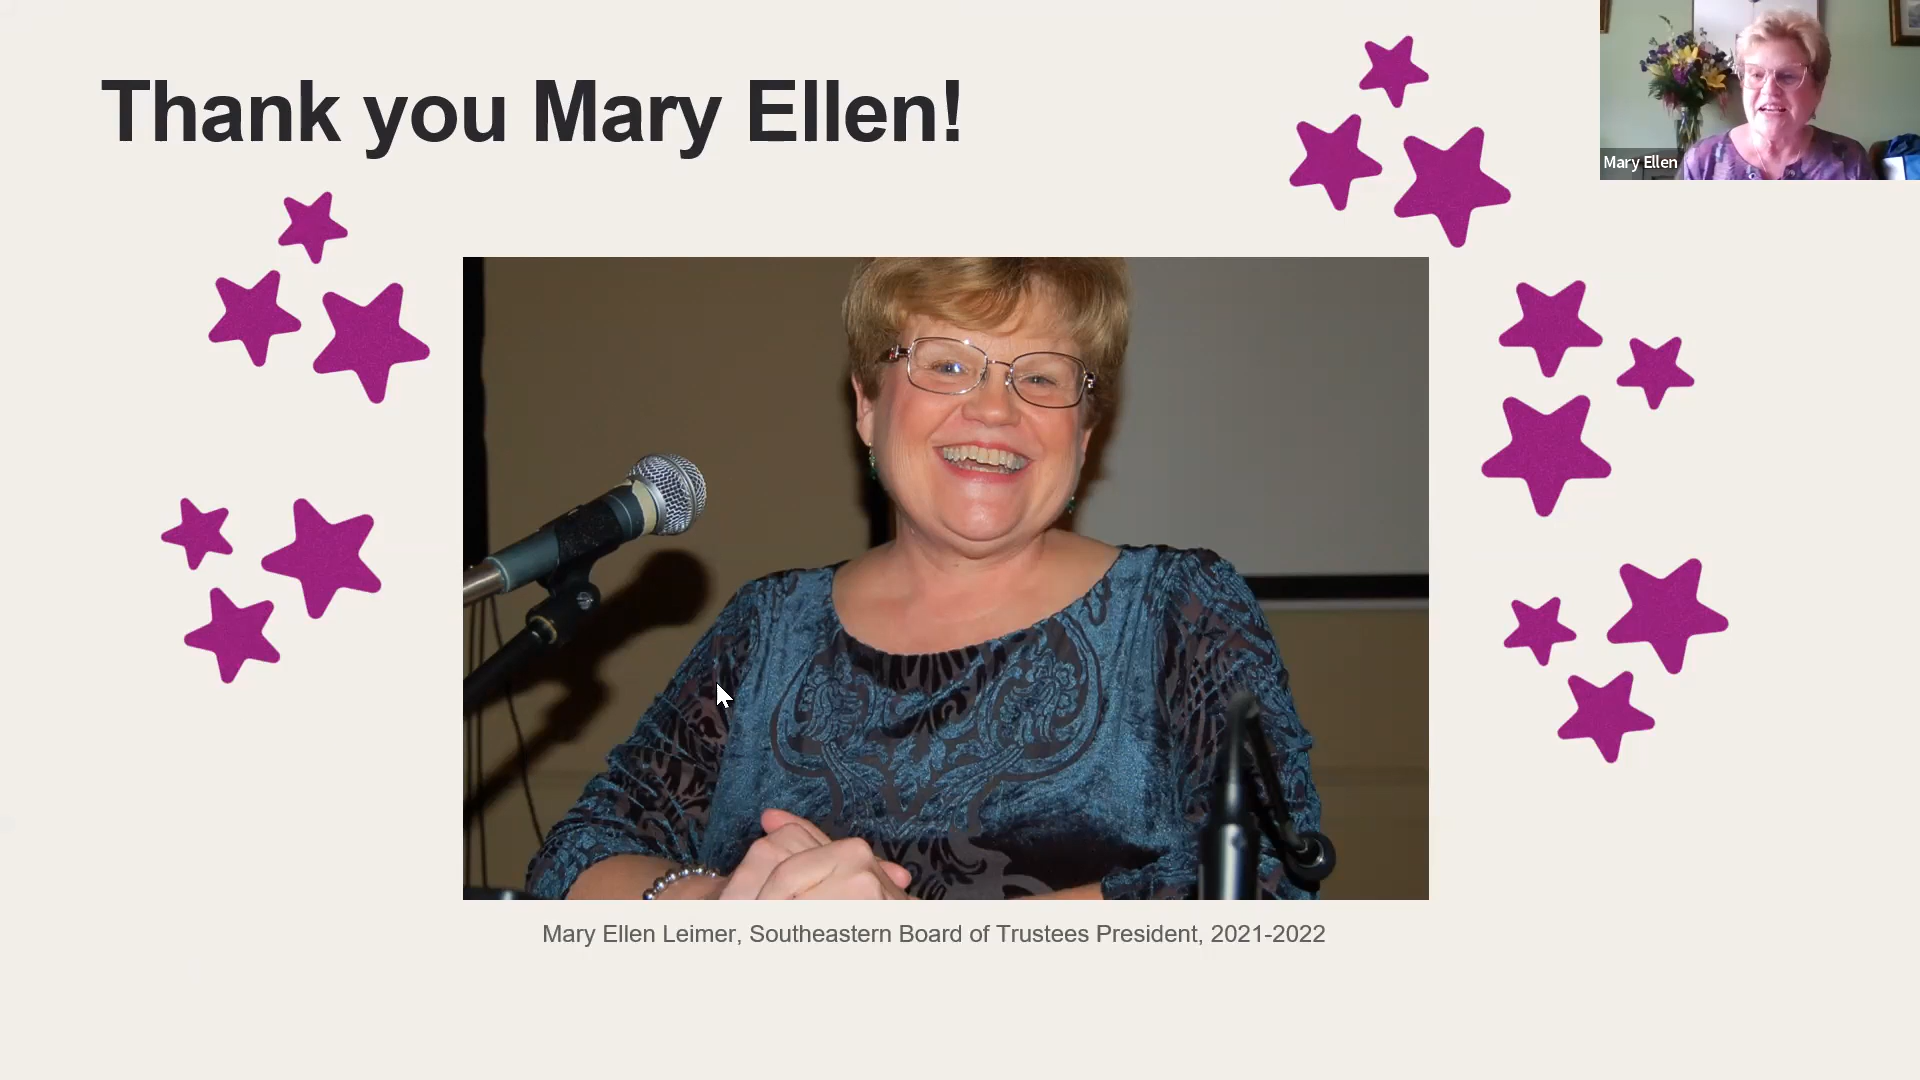 Thank you Mary Ellen!
Mary Ellen
Mary Ellen Leimer, Southeastern Board of Trustees President, 2021-2022